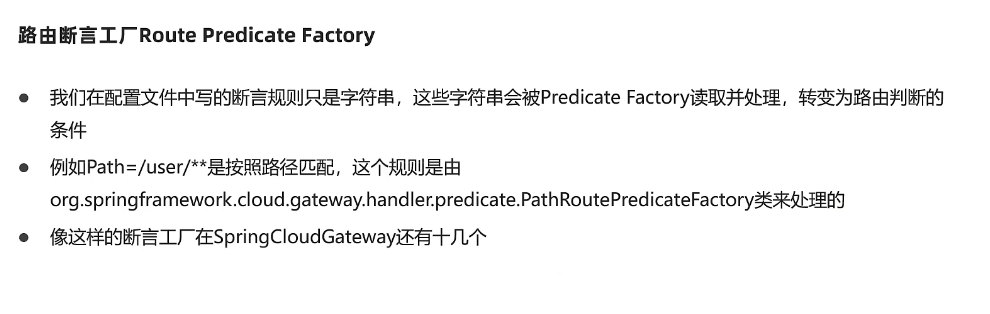 路由断言工厂Route Predicate Factory
● 我们在配置文件中写的断言规则只是字符串，这些字符串会被Predicate Factory读取并处理，转变为路由判断的
条件
● 例如Path=/user/**是按照路径匹配，这个规则是由
org.springframework.cloud.gateway.handler.predicate.PathRoutePredicateFactory类来处理的
● 像这样的断言工厂在SpringCloudGateway还有十几个